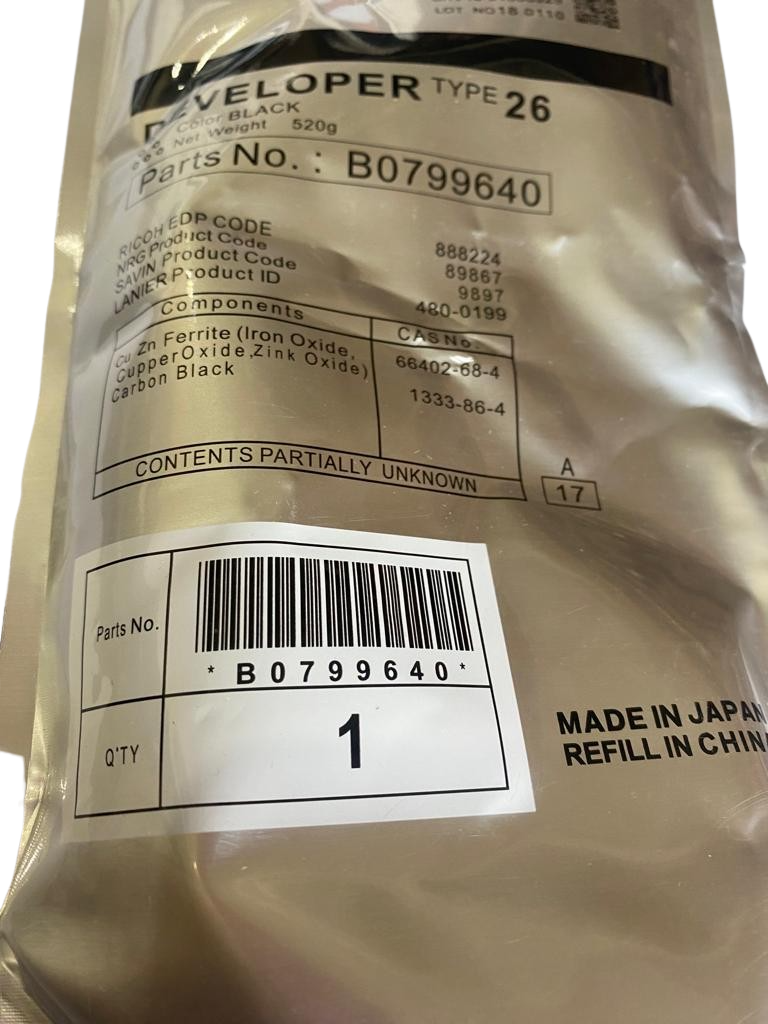 LOT NO 18 0110
DEVELOPER TYPE 26
Color BLACK
Net Weight 520g
Parts No. : B0799640
RICOH EDP CODE 888224
NRG Product Code 89867
SAVIN Product Code 9897
LANIER Product ID 480-0199
Components CAS No.
Cu Zn Ferrite (Iron Oxide, 66402-68-4
CupperOxide,Zink Oxide)
Carbon Black 1333-86-4
CONTENTS PARTIALLY UNKNOWN
A
17
Parts No.
*B0799640*
Q'TY 1
MADE IN JAPAN
REFILL IN CHIN